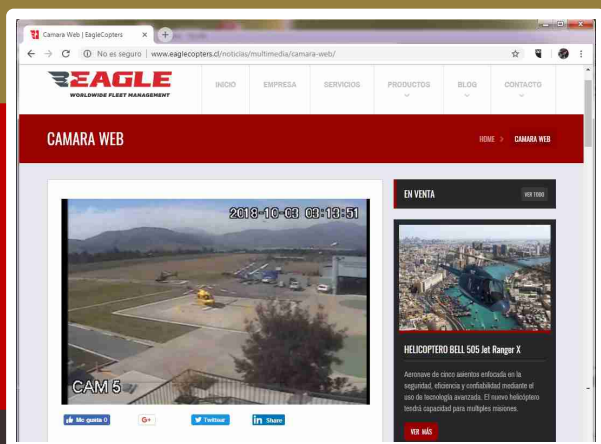 Camara Web | EagleCopters
No es seguro | www.eaglecopters.cl/noticias/multimedia/camara-web/
EAGLE
WORLDWIDE FLEET MANAGEMENT
INICIO
EMPRESA
SERVICIOS
PRODUCTOS
BLOG
CONTACTO
CAMARA WEB
HOME > CAMARA WEB
2018-10-03 03:13:51
CAM 5
Me gusta 0
G+
Twittear
in Share
EN VENTA
VER TODO
HELICOPTERO BELL 505 Jet Ranger X
Aeronave de cinco asientos enfocada en la
seguridad, eficiencia y confiabilidad mediante el
uso de tecnología avanzada. El nuevo helicóptero
tendrá capacidad para multiples misiones.
VER MÁS